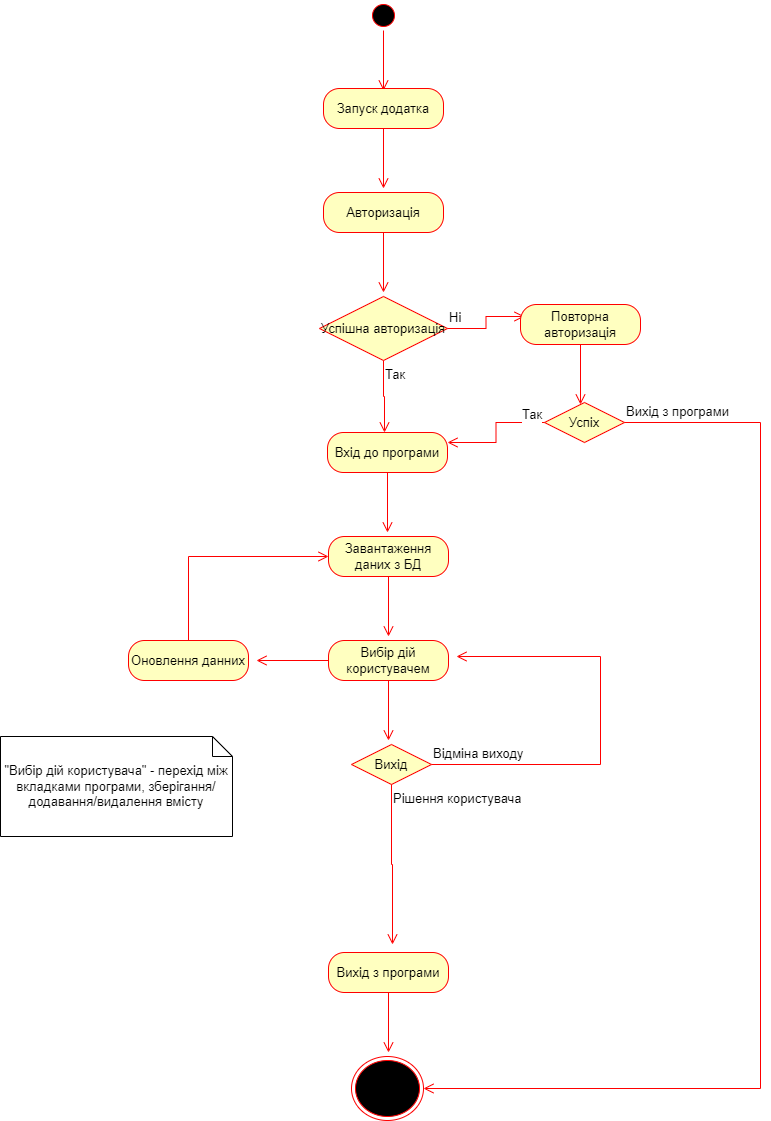 Запуск додатка
Авторизація
Успішна авторизація
Ні
Повторна
авторизація
Так
Так
Успіх
Вихід з програми
Вхід до програми
Завантаження
даних з БД
Оновлення данних
Вибір дій
користувачем
Вихід
Відміна виходу
"Вибір дій користувача" - перехід між
вкладками програми, зберігання/
додавання/видалення вмісту
Рішення користувача
Вихід з програми